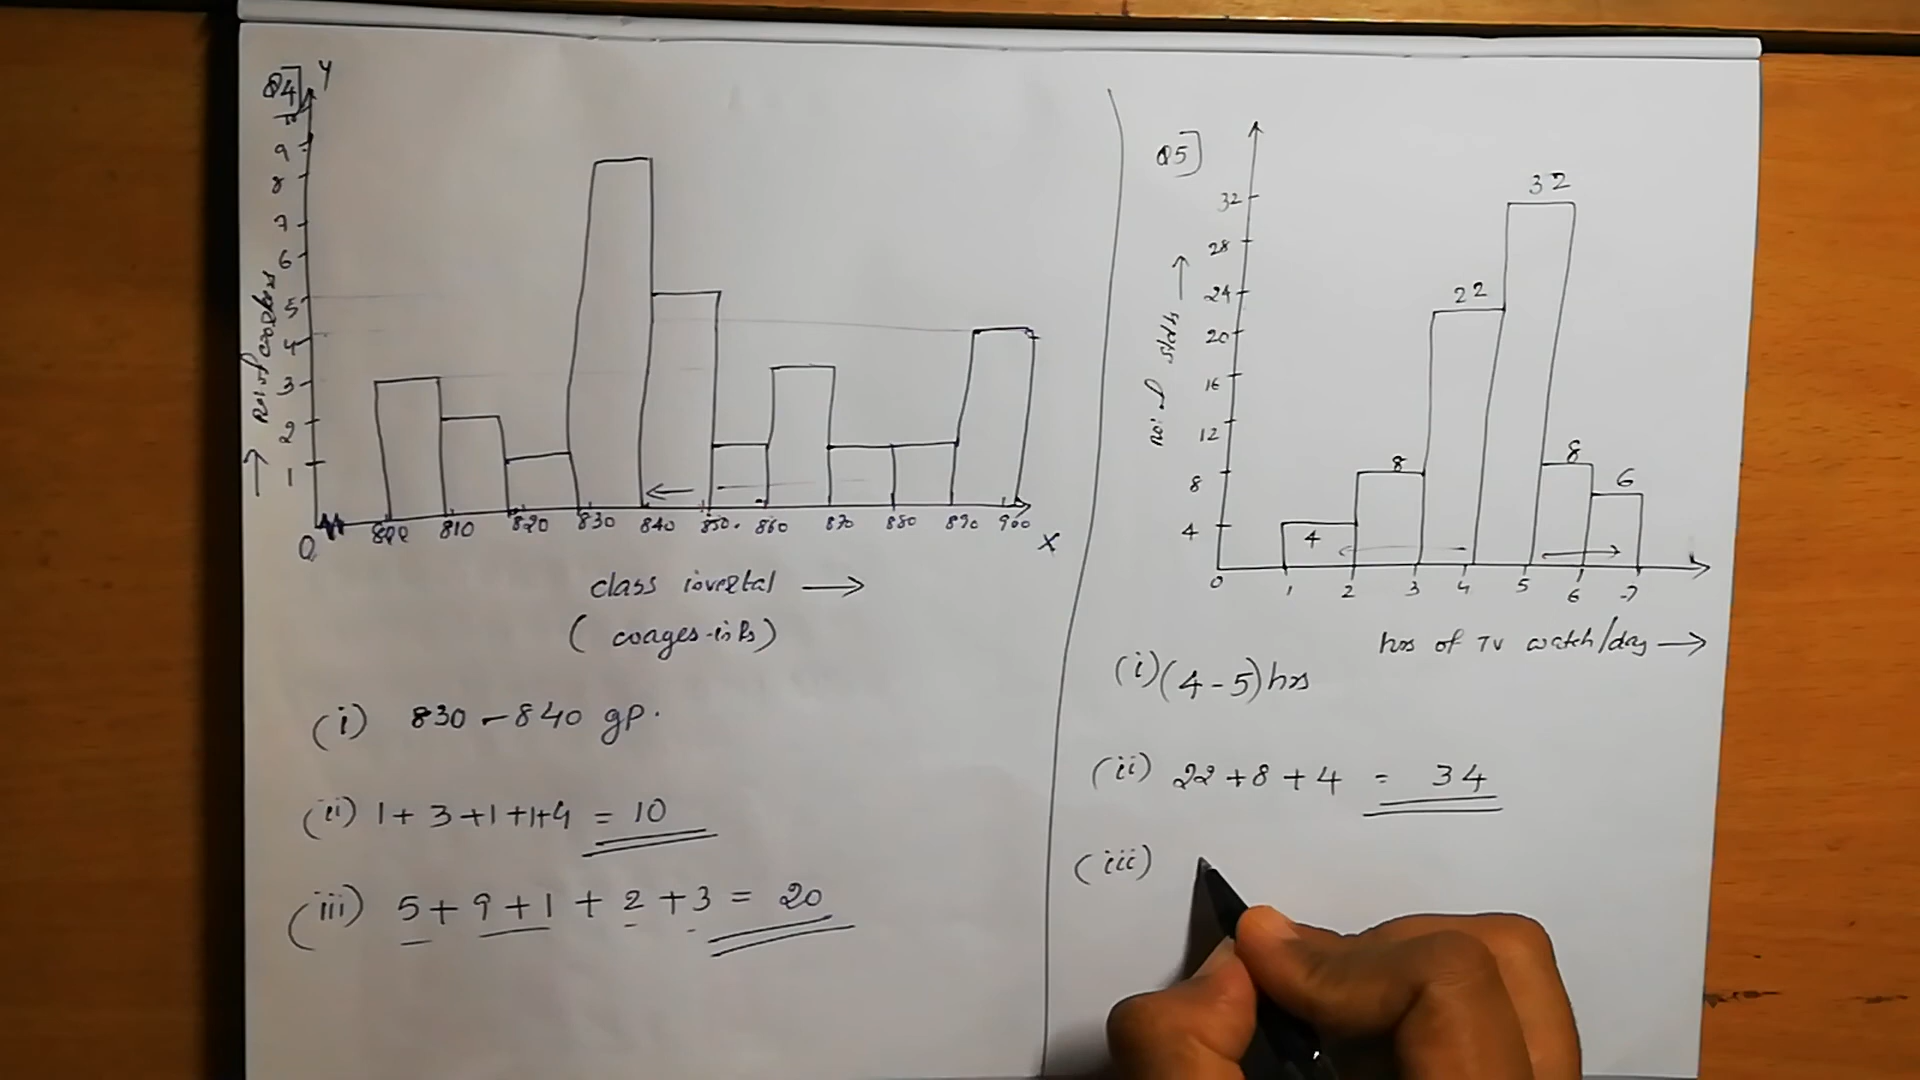 Q4] Y
10
9
8
7
6
5
4
3
2
1
0 800 810 820 830 840 850 860 870 880 890 900 X
class
(
(i) 830 - 840 gp.
(ii) 1 + 3 + 1 + 1 + 4 = 10
(iii) 5 + 9 + 1 + 2 + 3 = 20
Q5]
32
28
24
20
16
12
8
4
32
22
8
6
8
4
0 1 2 3 4 5 6 7
hrs of TV watch/day
(i) (4 - 5) hrs
(ii) 22 + 8 + 4 = 34
(iii)